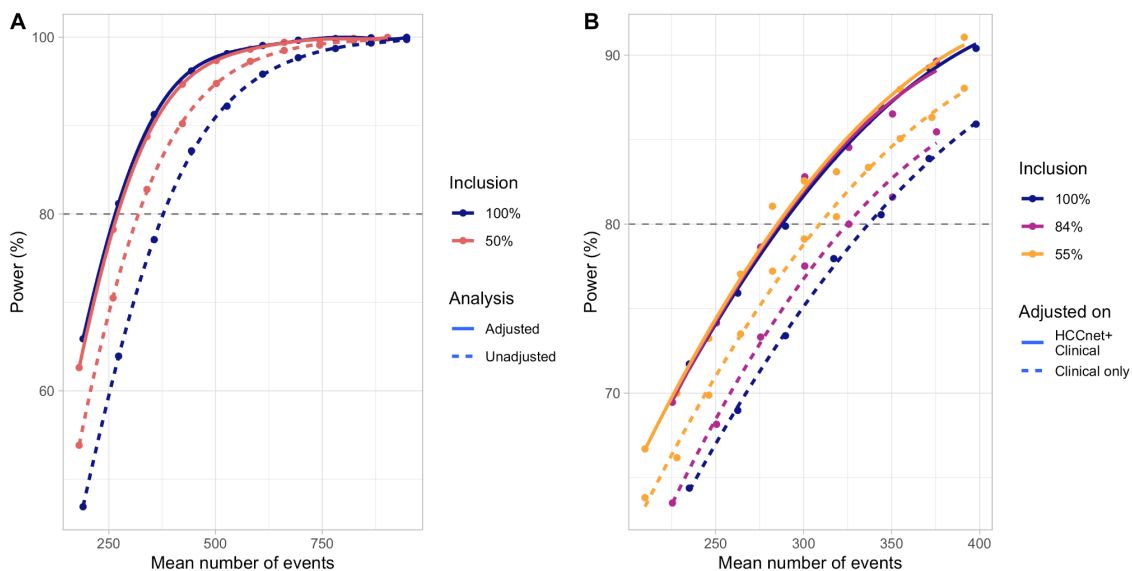 A
Power (%)
100
80
60
250
500
750
Mean number of events
Inclusion
100%
50%
Analysis
Adjusted
Unadjusted
B
Power (%)
90
80
70
250
300
350
400
Mean number of events
Inclusion
100%
84%
55%
Adjusted on
HCCnet+
Clinical
Clinical only